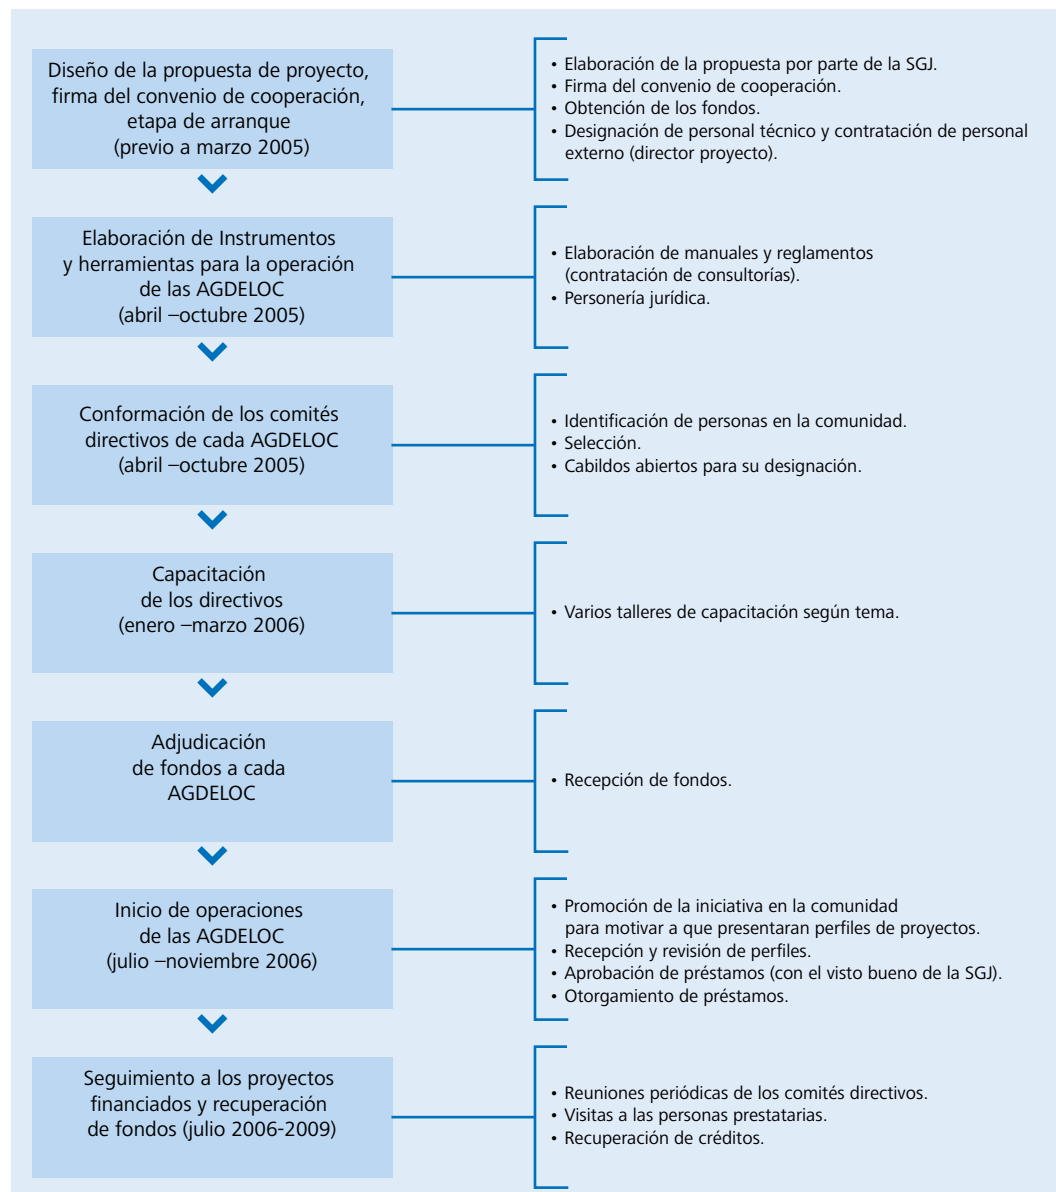 Diseño de la propuesta de proyecto,
firma del convenio de cooperación,
etapa de arranque
(previo a marzo 2005)
• Elaboración de la propuesta por parte de la SGJ.
• Firma del convenio de cooperación.
• Obtención de los fondos.
• Designación de personal técnico y contratación de personal
externo (director proyecto).
Elaboración de Instrumentos
y herramientas para la operación
de las AGDELOC
(abril –octubre 2005)
• Elaboración de manuales y reglamentos
(contratación de consultorías).
• Personería jurídica.
Conformación de los comités
directivos de cada AGDELOC
(abril –octubre 2005)
• Identificación de personas en la comunidad.
• Selección.
• Cabildos abiertos para su designación.
Capacitación
de los directivos
(enero –marzo 2006)
• Varios talleres de capacitación según tema.
Adjudicación
de fondos a cada
AGDELOC
• Recepción de fondos.
Inicio de operaciones
de las AGDELOC
(julio –noviembre 2006)
• Promoción de la iniciativa en la comunidad
para motivar a que presentaran perfiles de proyectos.
• Recepción y revisión de perfiles.
• Aprobación de préstamos (con el visto bueno de la SGJ).
• Otorgamiento de préstamos.
Seguimiento a los proyectos
financiados y recuperación
de fondos (julio 2006-2009)
• Reuniones periódicas de los comités directivos.
• Visitas a las personas prestatarias.
• Recuperación de créditos.